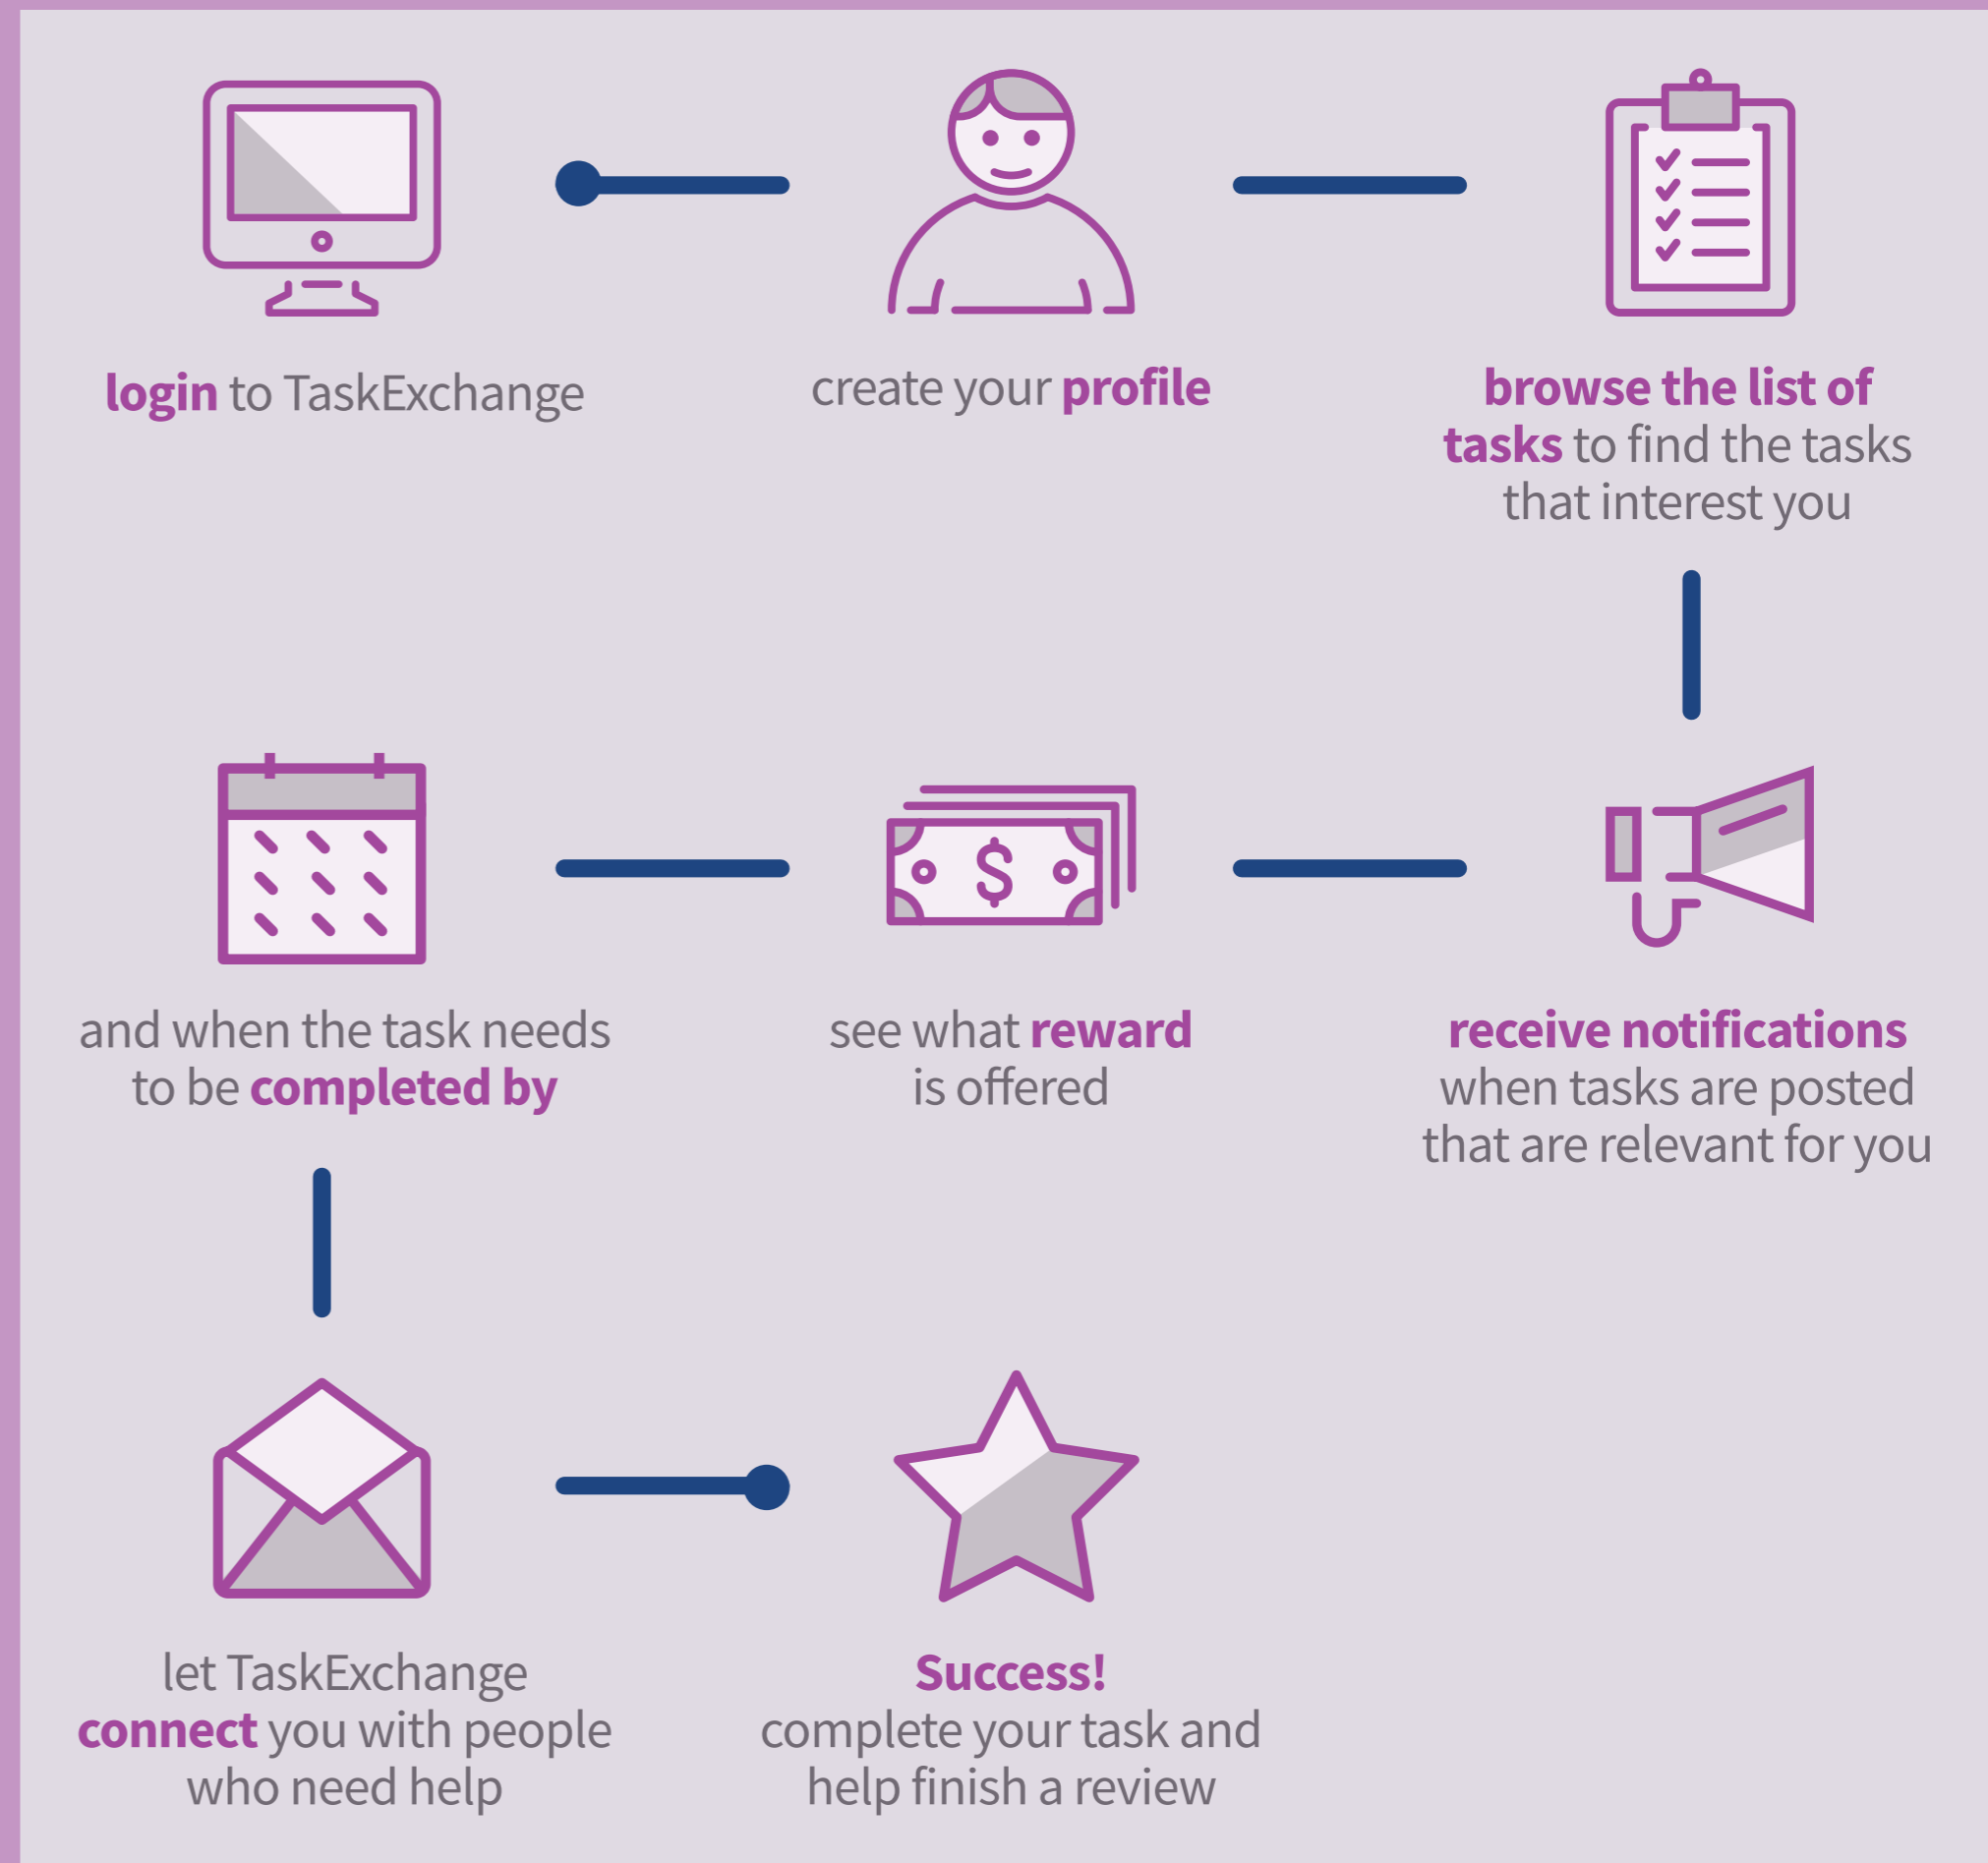 login to TaskExchange
create your profile
browse the list of
tasks to find the tasks
that interest you
receive notifications
when tasks are posted
that are relevant for you
see what reward
is offered
and when the task needs
to be completed by
let TaskExchange
connect you with people
who need help
Success!
complete your task and
help finish a review